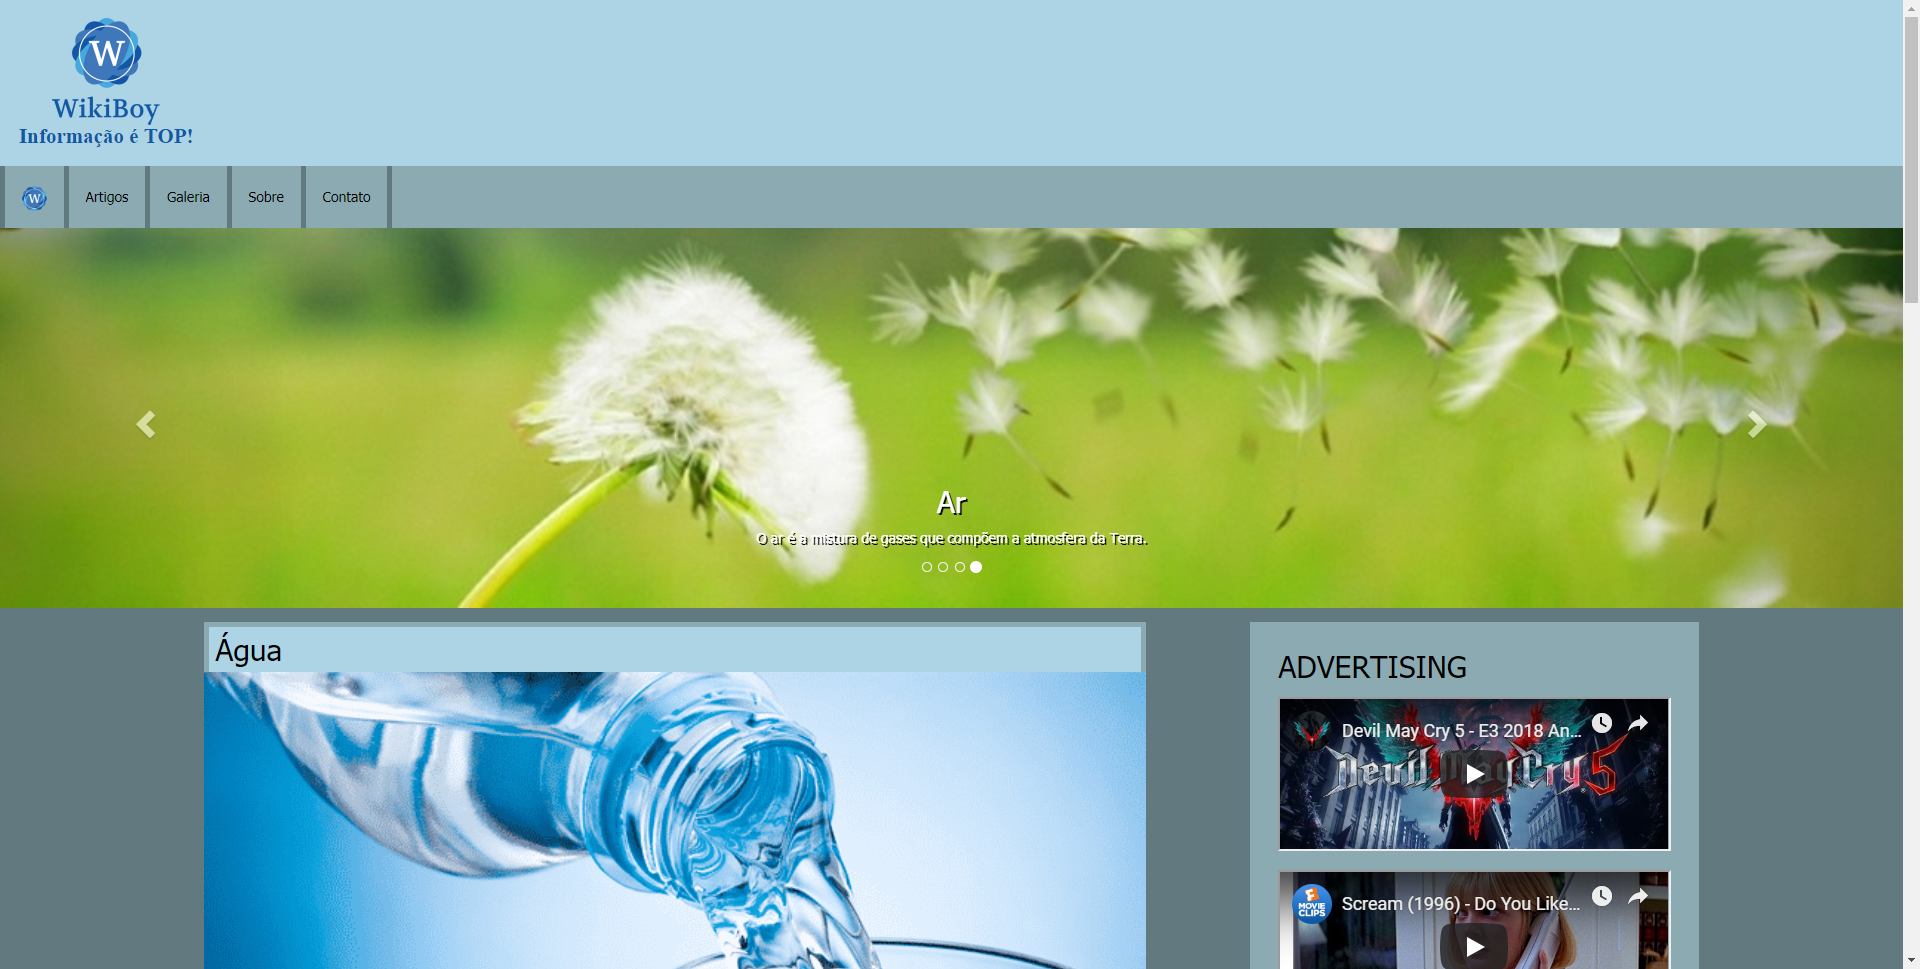 W
WikiBoy
Informação é TOP!
W
Artigos
Galeria
Sobre
Contato
Ar
O ar é a mistura de gases que compõem a atmosfera da Terra.
Água
ADVERTISING
Devil May Cry 5 - E3 2018 An...
Devil May Cry 5
MOVIE
CLIPS
Scream (1996) - Do You Like...